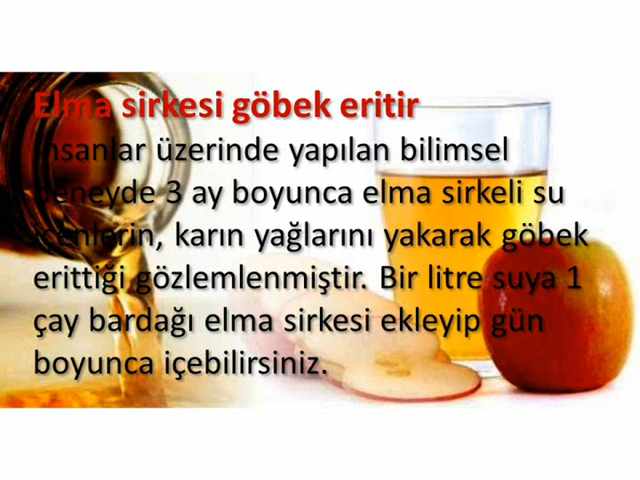 Elma sirkesi göbek eritir
İnsanlar üzerinde yapılan bilimsel
deneyde 3 ay boyunca elma sirkeli su
içenlerin, karın yağlarını yakarak göbek
erittiği gözlemlenmiştir. Bir litre suya 1
çay bardağı elma sirkesi ekleyip gün
boyunca içebilirsiniz.